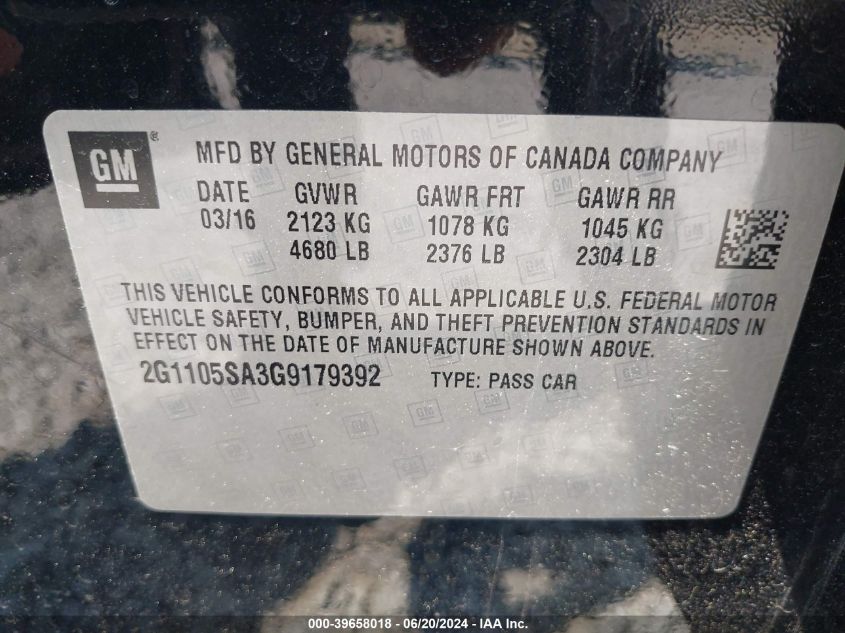 GM ® MFD BY GENERAL MOTORS OF CANADA COMPANY
DATE GVWR GAWR FRT GAWR RR
03/16 2123 KG 1078 KG 1045 KG
4680 LB 2376 LB 2304 LB
THIS VEHICLE CONFORMS TO ALL APPLICABLE U.S. FEDERAL MOTOR
VEHICLE SAFETY, BUMPER, AND THEFT PREVENTION STANDARDS IN
EFFECT ON THE DATE OF MANUFACTURE SHOWN ABOVE.
2G1105SA3G9179392 TYPE: PASS CAR
000-39658018 - 06/20/2024 - IAA Inc.